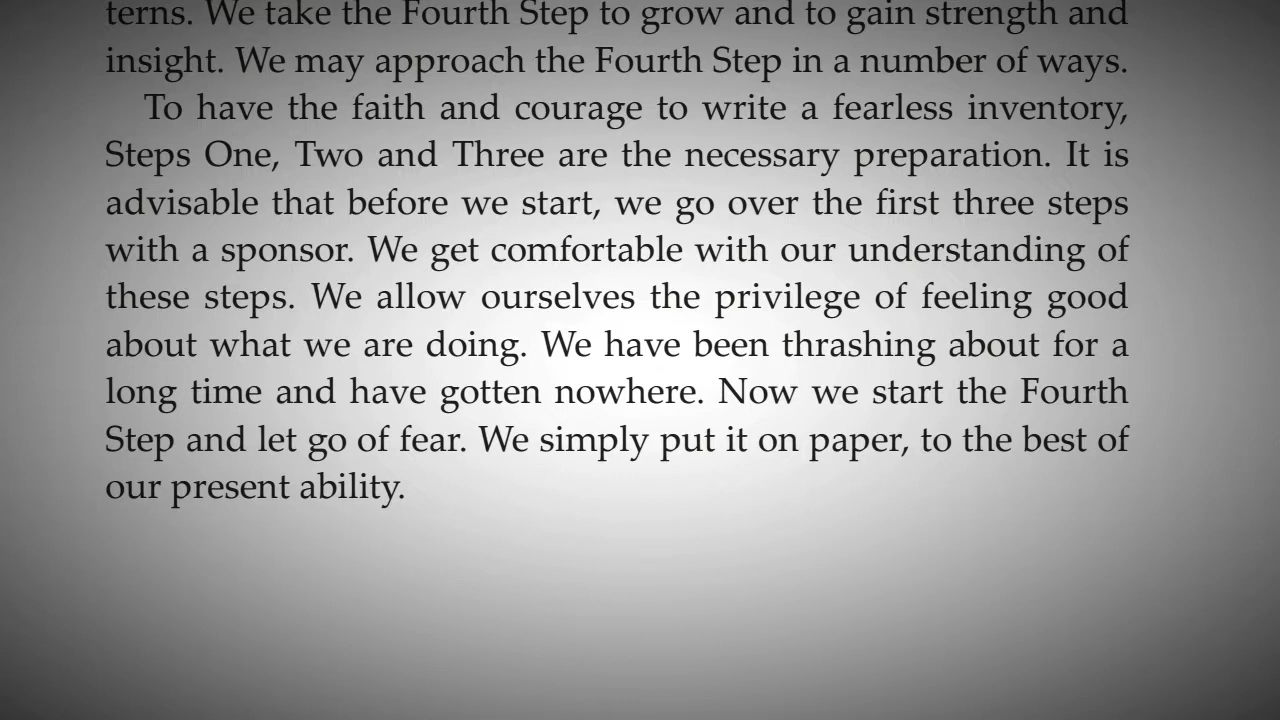 terns. We take the Fourth Step to grow and to gain strength and
insight. We may approach the Fourth Step in a number of ways.
To have the faith and courage to write a fearless inventory,
Steps One, Two and Three are the necessary preparation. It is
advisable that before we start, we go over the first three steps
with a sponsor. We get comfortable with our understanding of
these steps. We allow ourselves the privilege of feeling good
about what we are doing. We have been thrashing about for a
long time and have gotten nowhere. Now we start the Fourth
Step and let go of fear. We simply put it on paper, to the best of
our present ability.